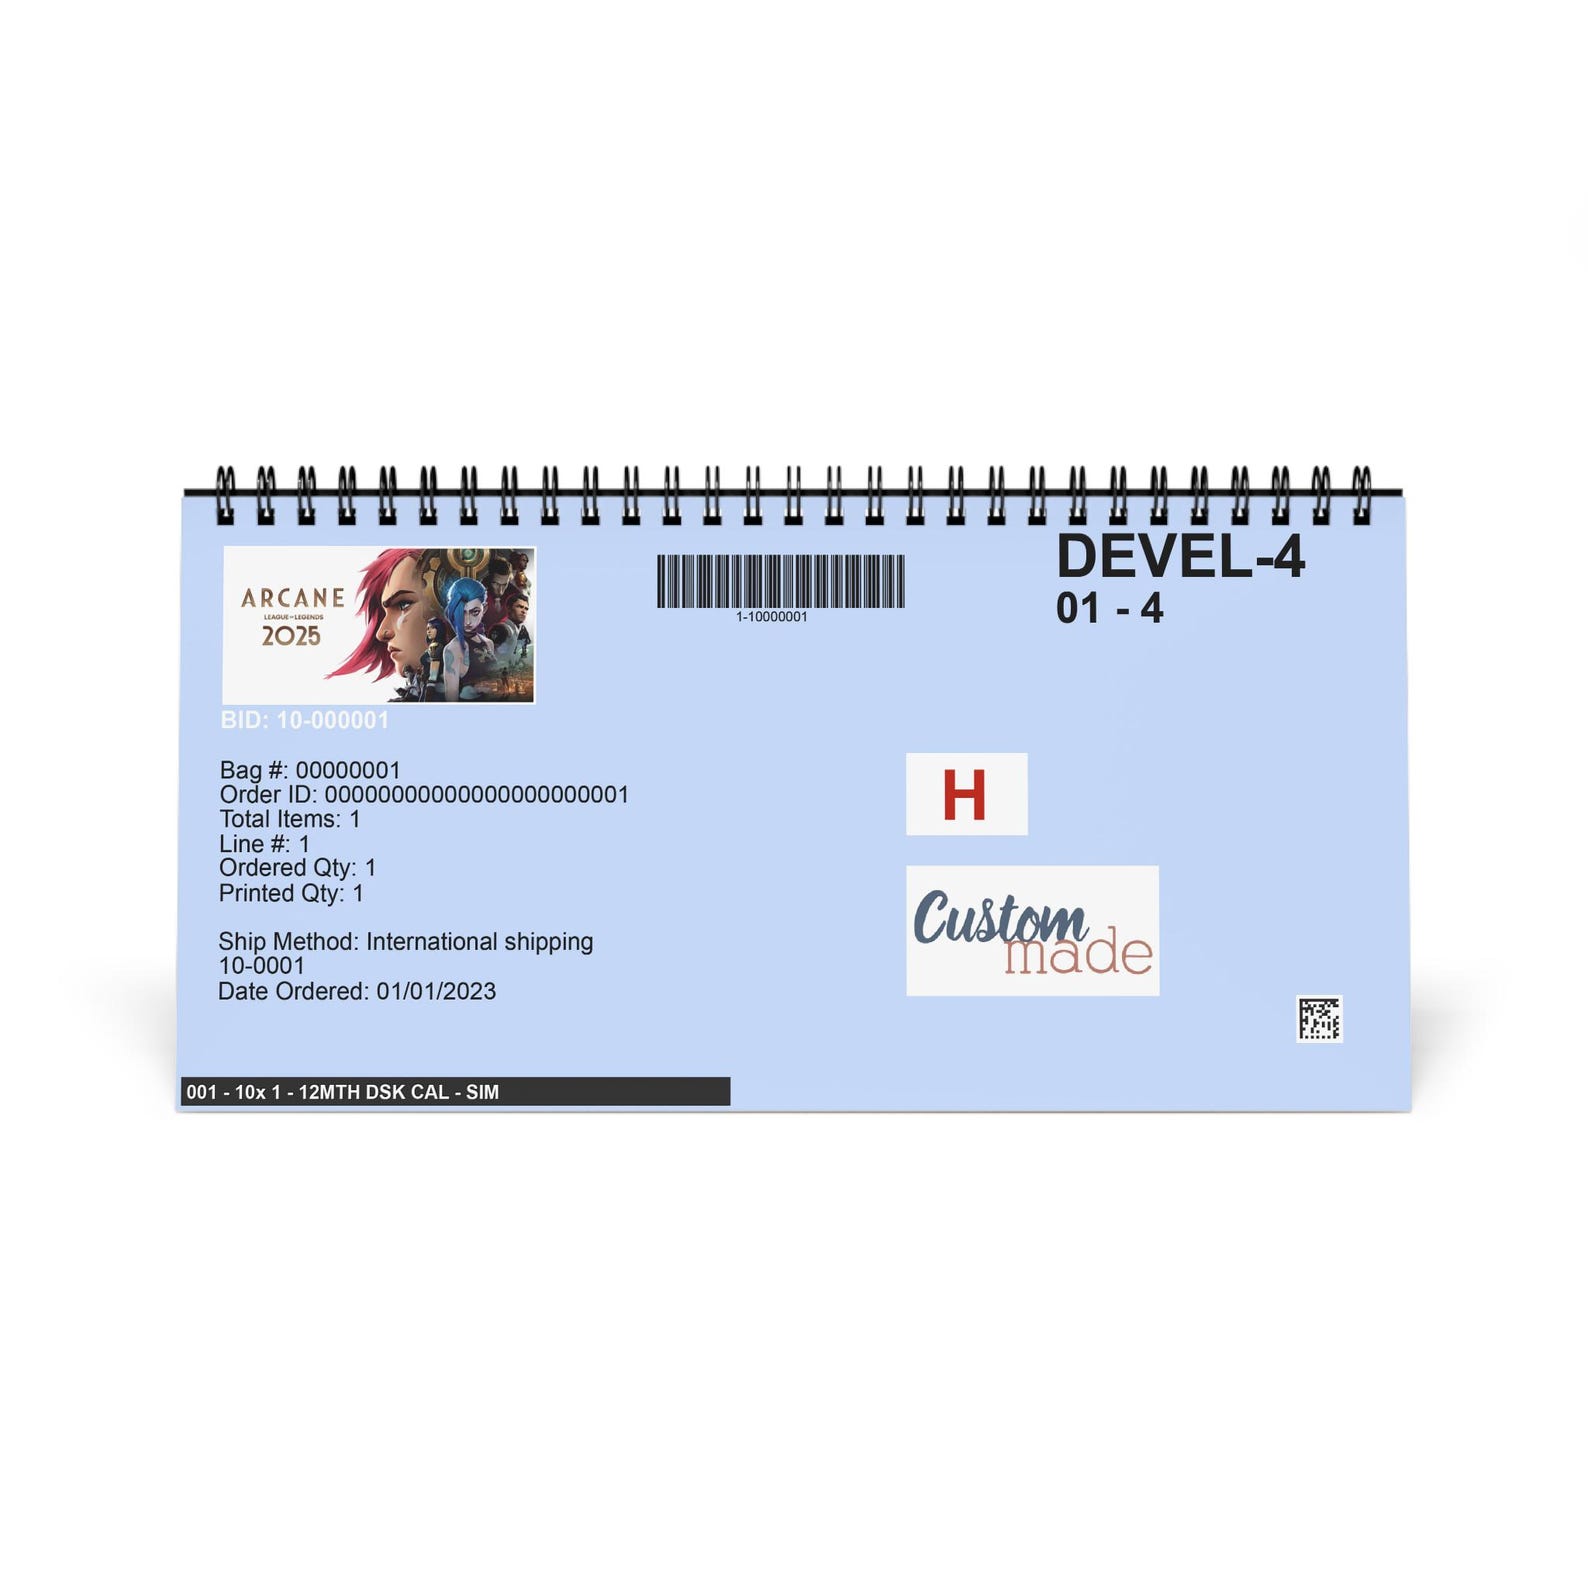 ARCANE
LEAGUE OF LEGENDS
2025
BID: 10-000001
1-10000001
DEVEL-4
01 - 4
Bag #: 00000001
Order ID: 00000000000000000000001
Total Items: 1
Line #: 1
Ordered Qty: 1
Printed Qty: 1
Ship Method: International shipping
10-0001
Date Ordered: 01/01/2023
H
Custom
made
001 - 10x 1 - 12MTH DSK CAL - SIM